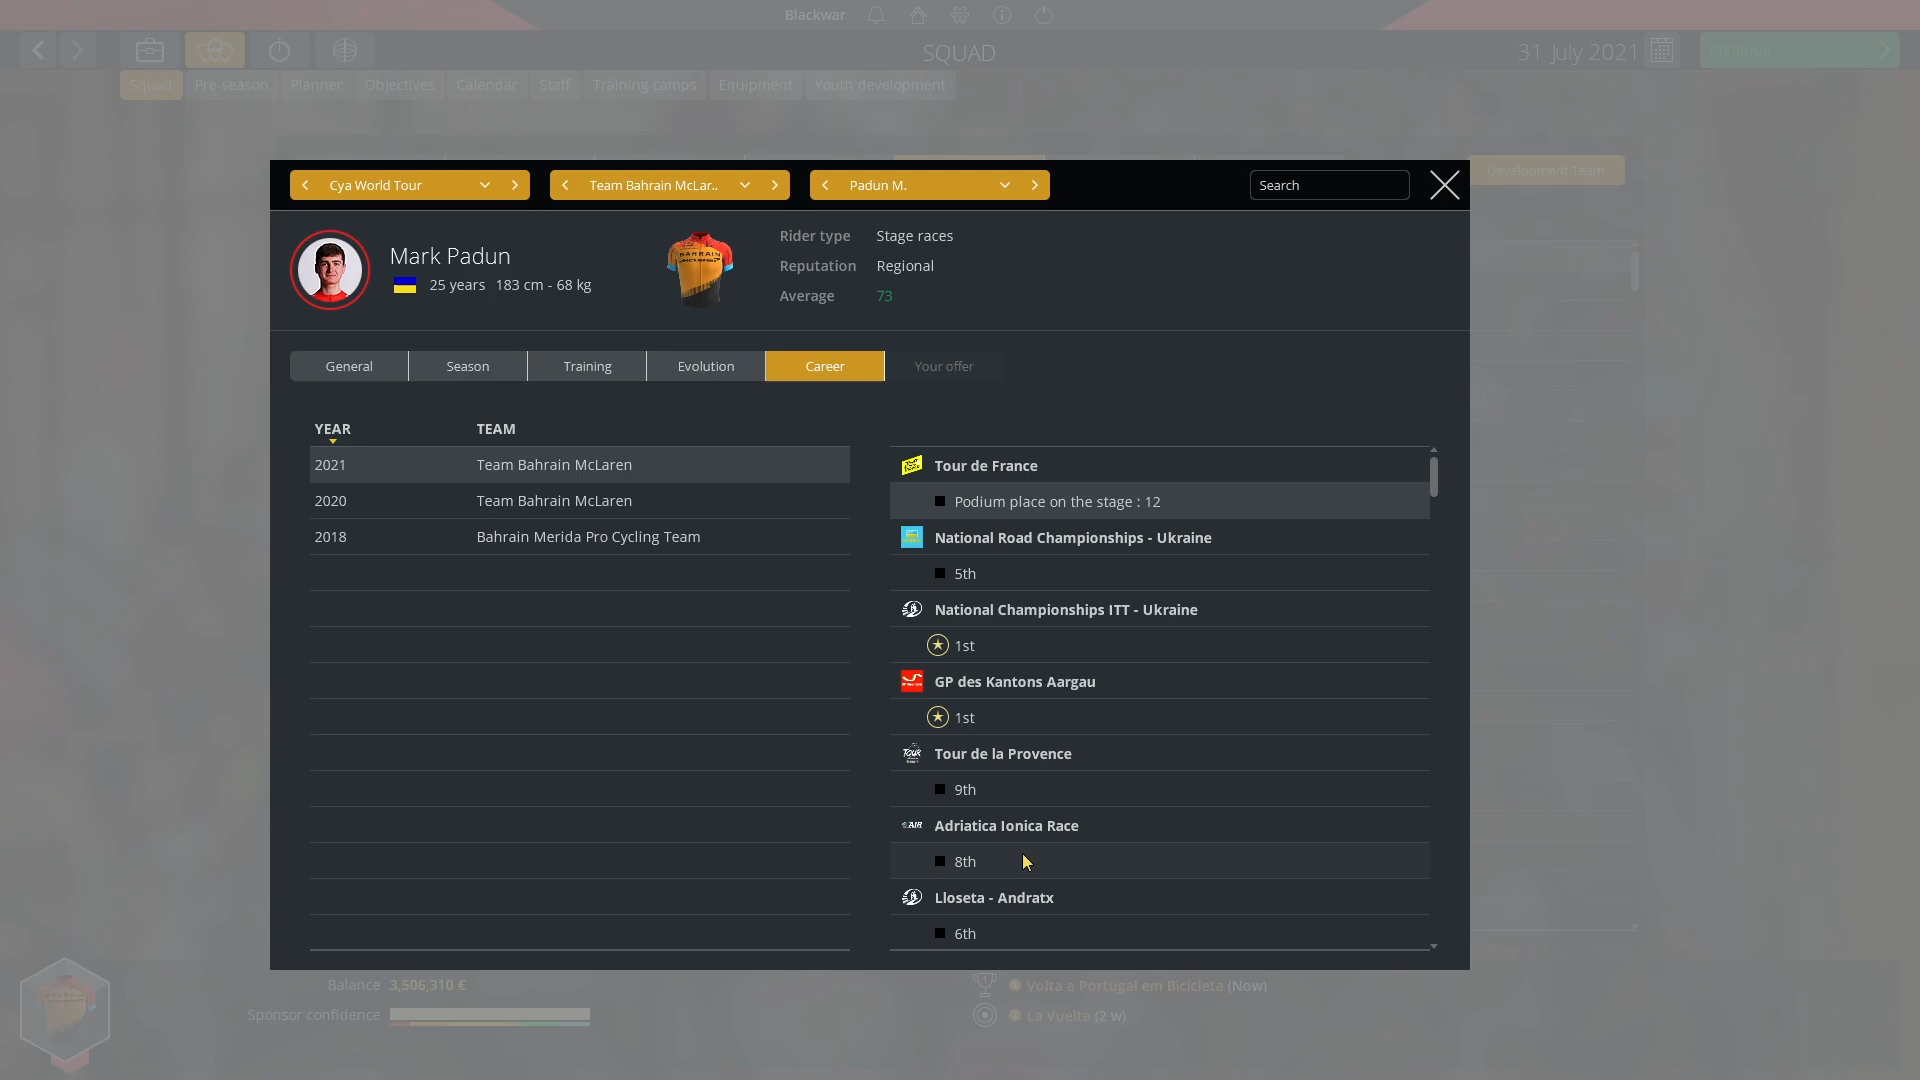 Blackwar
SQUAD
31 July 2021
Continue
Squad
Pre-season
Planner
Objectives
Calendar
Staff
Training camps
Equipment
Youth development
Development Team
Cya World Tour
Team Bahrain McLar..
Padun M.
Search
Mark Padun
25 years 183 cm - 68 kg
BAHRAIN
Rider type Stage races
Reputation Regional
Average 73
General
Season
Training
Evolution
Career
Your offer
YEAR TEAM
2021 Team Bahrain McLaren
2020 Team Bahrain McLaren
2018 Bahrain Merida Pro Cycling Team
Tour de France
Podium place on the stage : 12
National Road Championships - Ukraine
5th
National Championships ITT - Ukraine
1st
GP des Kantons Aargau
1st
Tour de la Provence
9th
AIR Adriatica Ionica Race
8th
Lloseta - Andratx
6th
Balance 3,506,310 €
Sponsor confidence
Volta a Portugal em Bicicleta (Now)
La Vuelta (2 w)